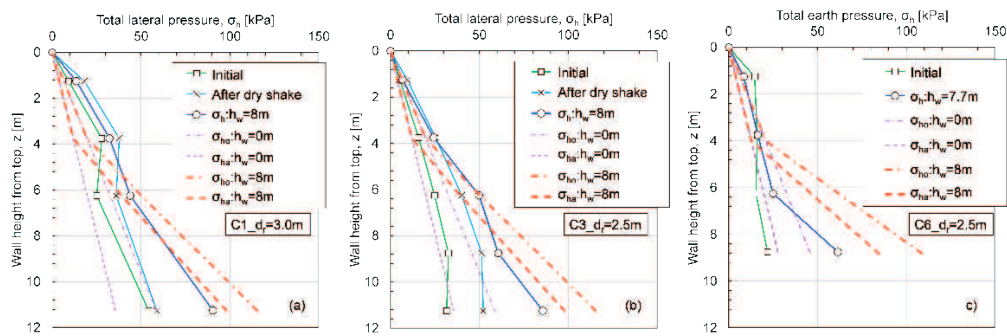 Total lateral pressure, σh [kPa]
0 50 100 150
Wall height from top, z [m]
0
2
4
6
8
10
12
Initial
After dry shake
σh:hw=8m
σho:hw=0m
σha:hw=0m
σho:hw=8m
σha:hw=8m
C1_dr=3.0m
(a)
Total lateral pressure, σh [kPa]
0 50 100 150
Wall height from top, z [m]
0
2
4
6
8
10
12
Initial
After dry shake
σh:hw=8m
σho:hw=0m
σha:hw=0m
σho:hw=8m
σha:hw=8m
C3_dr=2.5m
(b)
Total earth pressure, σh [kPa]
0 50 100 150
Wall height from top, z [m]
0
2
4
6
8
10
12
Initial
σh:hw=7.7m
σho:hw=0m
σha:hw=0m
σho:hw=8m
σha:hw=8m
C6_dr=2.5m
c)